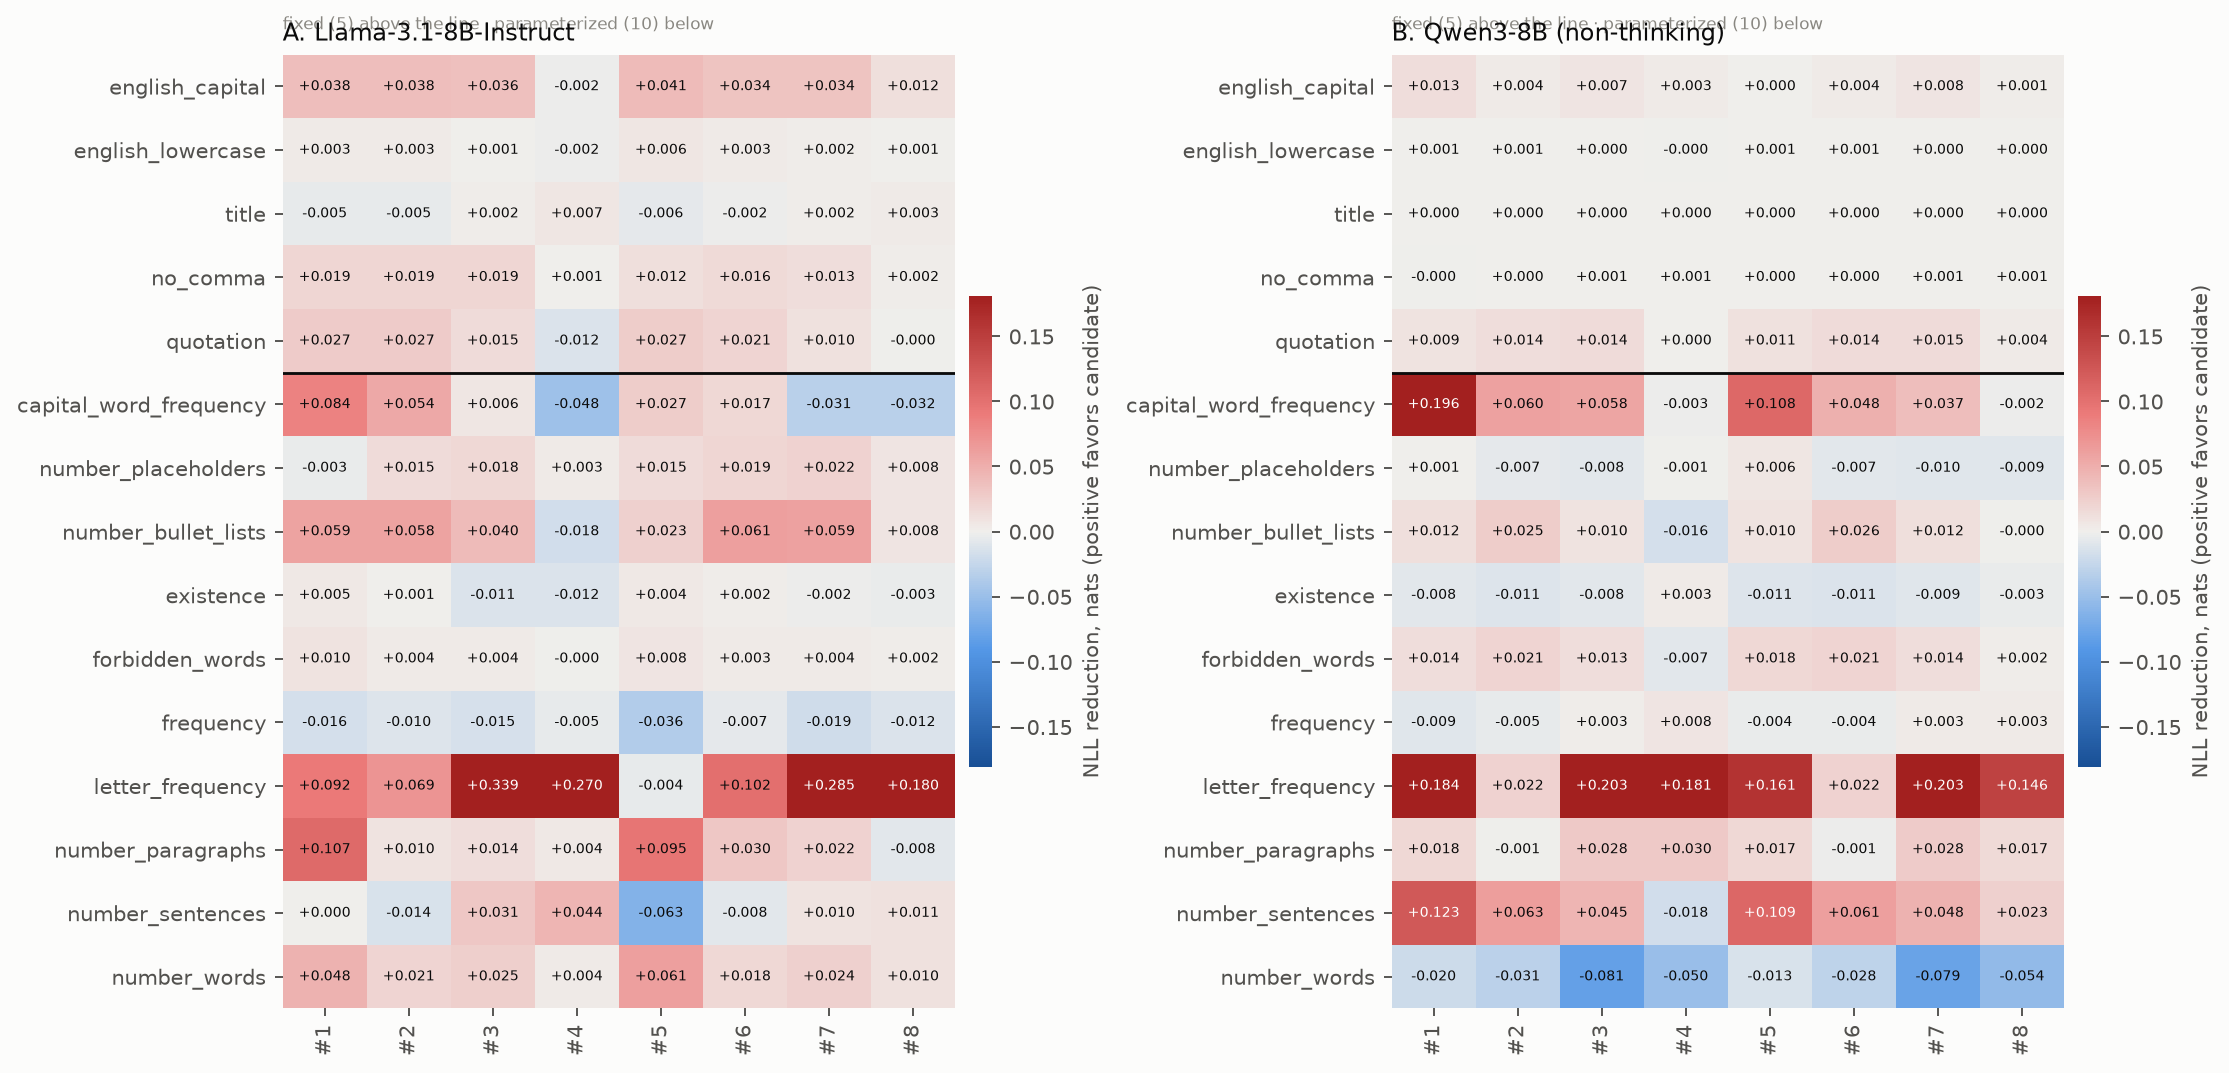 fixed (5) above the line · parameterized (10) below
A. Llama-3.1-8B-Instruct
english_capital +0.038 +0.038 +0.036 -0.002 +0.041 +0.034 +0.034 +0.012
english_lowercase +0.003 +0.003 +0.001 -0.002 +0.006 +0.003 +0.002 +0.001
title -0.005 -0.005 +0.002 +0.007 -0.006 -0.002 +0.002 +0.003
no_comma +0.019 +0.019 +0.019 +0.001 +0.012 +0.016 +0.013 +0.002
quotation +0.027 +0.027 +0.015 -0.012 +0.027 +0.021 +0.010 -0.000
capital_word_frequency +0.084 +0.054 +0.006 -0.048 +0.027 +0.017 -0.031 -0.032
number_placeholders -0.003 +0.015 +0.018 +0.003 +0.015 +0.019 +0.022 +0.008
number_bullet_lists +0.059 +0.058 +0.040 -0.018 +0.023 +0.061 +0.059 +0.008
existence +0.005 +0.001 -0.011 -0.012 +0.004 +0.002 -0.002 -0.003
forbidden_words +0.010 +0.004 +0.004 -0.000 +0.008 +0.003 +0.004 +0.002
frequency -0.016 -0.010 -0.015 -0.005 -0.036 -0.007 -0.019 -0.012
letter_frequency +0.092 +0.069 +0.339 +0.270 -0.004 +0.102 +0.285 +0.180
number_paragraphs +0.107 +0.010 +0.014 +0.004 +0.095 +0.030 +0.022 -0.008
number_sentences +0.000 -0.014 +0.031 +0.044 -0.063 -0.008 +0.010 +0.011
number_words +0.048 +0.021 +0.025 +0.004 +0.061 +0.018 +0.024 +0.010
#1 #2 #3 #4 #5 #6 #7 #8
0.15
0.10
0.05
0.00
−0.05
−0.10
−0.15
NLL reduction, nats (positive favors candidate)
fixed (5) above the line · parameterized (10) below
B. Qwen3-8B (non-thinking)
english_capital +0.013 +0.004 +0.007 +0.003 +0.000 +0.004 +0.008 +0.001
english_lowercase +0.001 +0.001 +0.000 -0.000 +0.001 +0.001 +0.000 +0.000
title +0.000 +0.000 +0.000 +0.000 +0.000 +0.000 +0.000 +0.000
no_comma -0.000 +0.000 +0.001 +0.001 +0.000 +0.000 +0.001 +0.001
quotation +0.009 +0.014 +0.014 +0.000 +0.011 +0.014 +0.015 +0.004
capital_word_frequency +0.196 +0.060 +0.058 -0.003 +0.108 +0.048 +0.037 -0.002
number_placeholders +0.001 -0.007 -0.008 -0.001 +0.006 -0.007 -0.010 -0.009
number_bullet_lists +0.012 +0.025 +0.010 -0.016 +0.010 +0.026 +0.012 -0.000
existence -0.008 -0.011 -0.008 +0.003 -0.011 -0.011 -0.009 -0.003
forbidden_words +0.014 +0.021 +0.013 -0.007 +0.018 +0.021 +0.014 +0.002
frequency -0.009 -0.005 +0.003 +0.008 -0.004 -0.004 +0.003 +0.003
letter_frequency +0.184 +0.022 +0.203 +0.181 +0.161 +0.022 +0.203 +0.146
number_paragraphs +0.018 -0.001 +0.028 +0.030 +0.017 -0.001 +0.028 +0.017
number_sentences +0.123 +0.063 +0.045 -0.018 +0.109 +0.061 +0.048 +0.023
number_words -0.020 -0.031 -0.081 -0.050 -0.013 -0.028 -0.079 -0.054
#1 #2 #3 #4 #5 #6 #7 #8
0.15
0.10
0.05
0.00
−0.05
−0.10
−0.15
NLL reduction, nats (positive favors candidate)